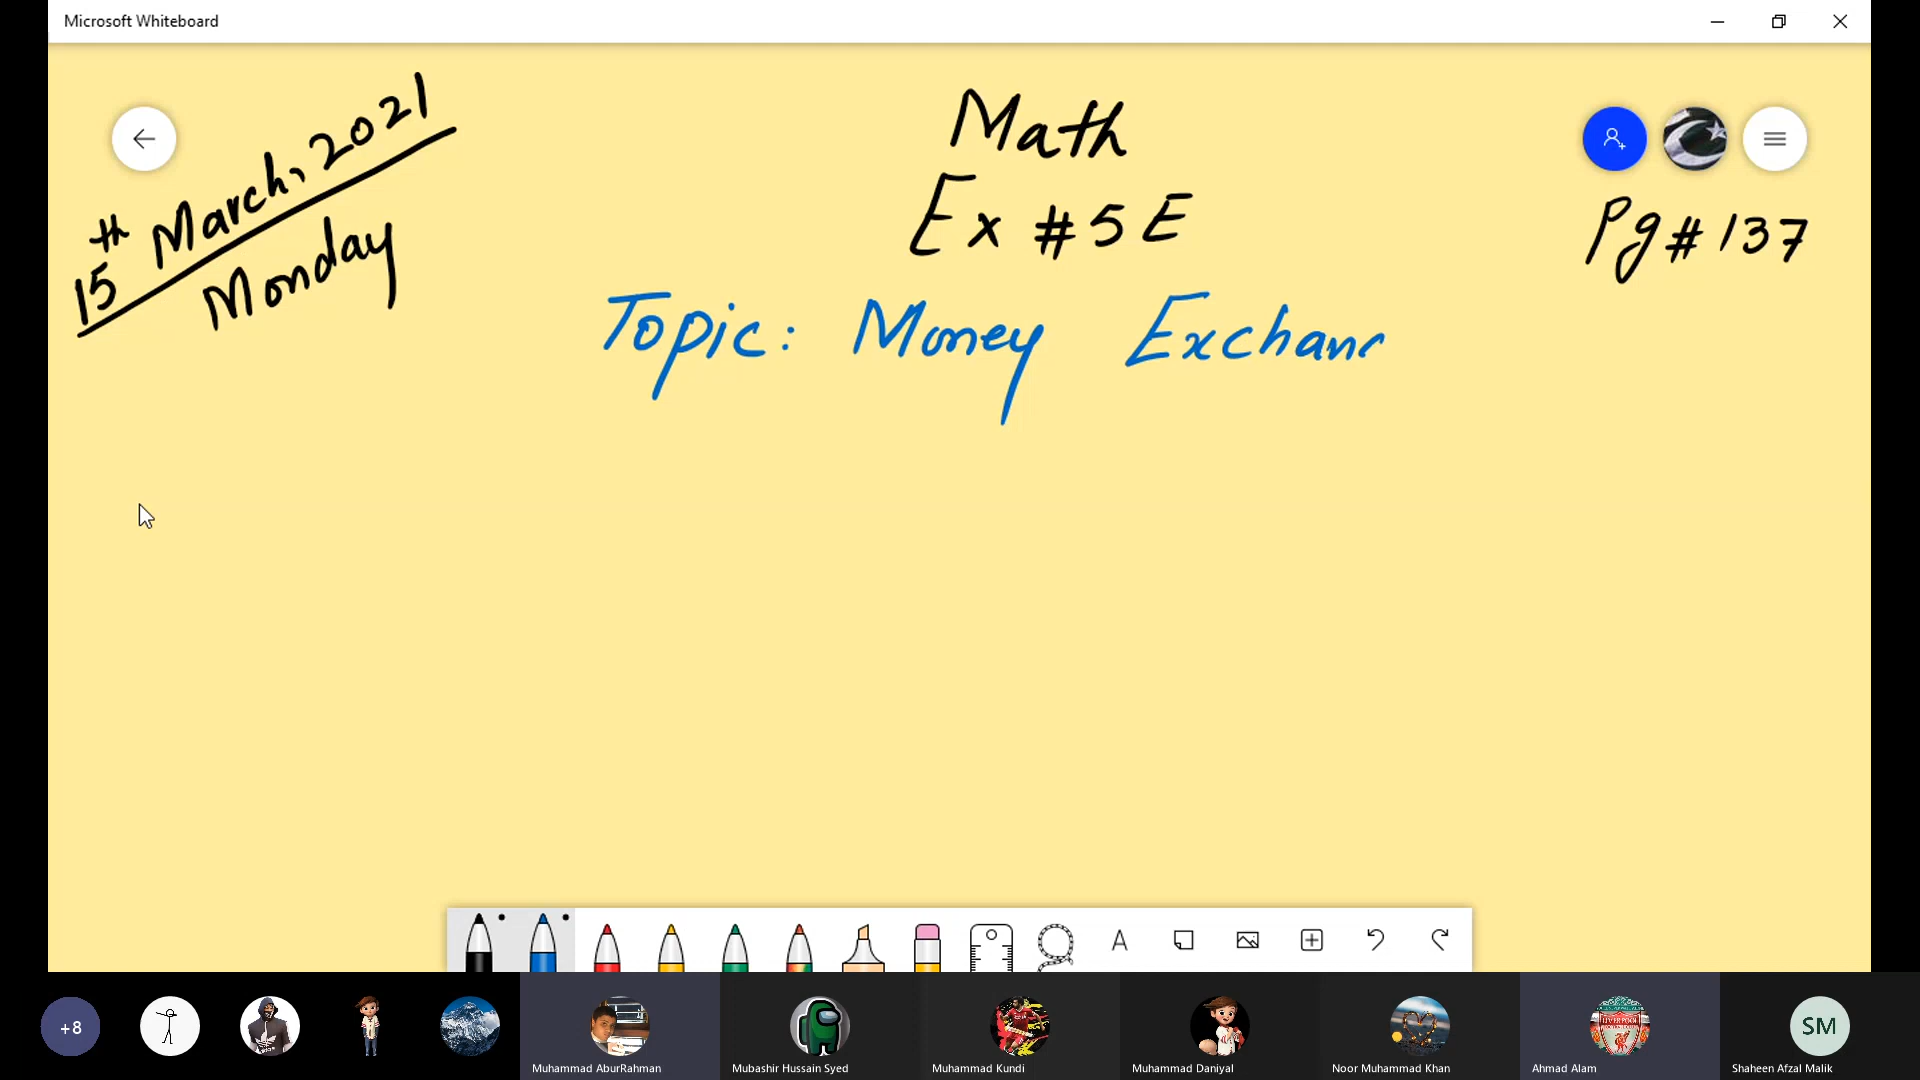 Microsoft Whiteboard
15th March, 2021
Monday
Math
Ex #5E
Pg # 137
Topic: Money Exchan
A
+8
Muhammad AburRahman
Mubashir Hussain Syed
Muhammad Kundi
Muhammad Daniyal
Noor Muhammad Khan
Ahmad Alam
SM
Shaheen Afzal Malik